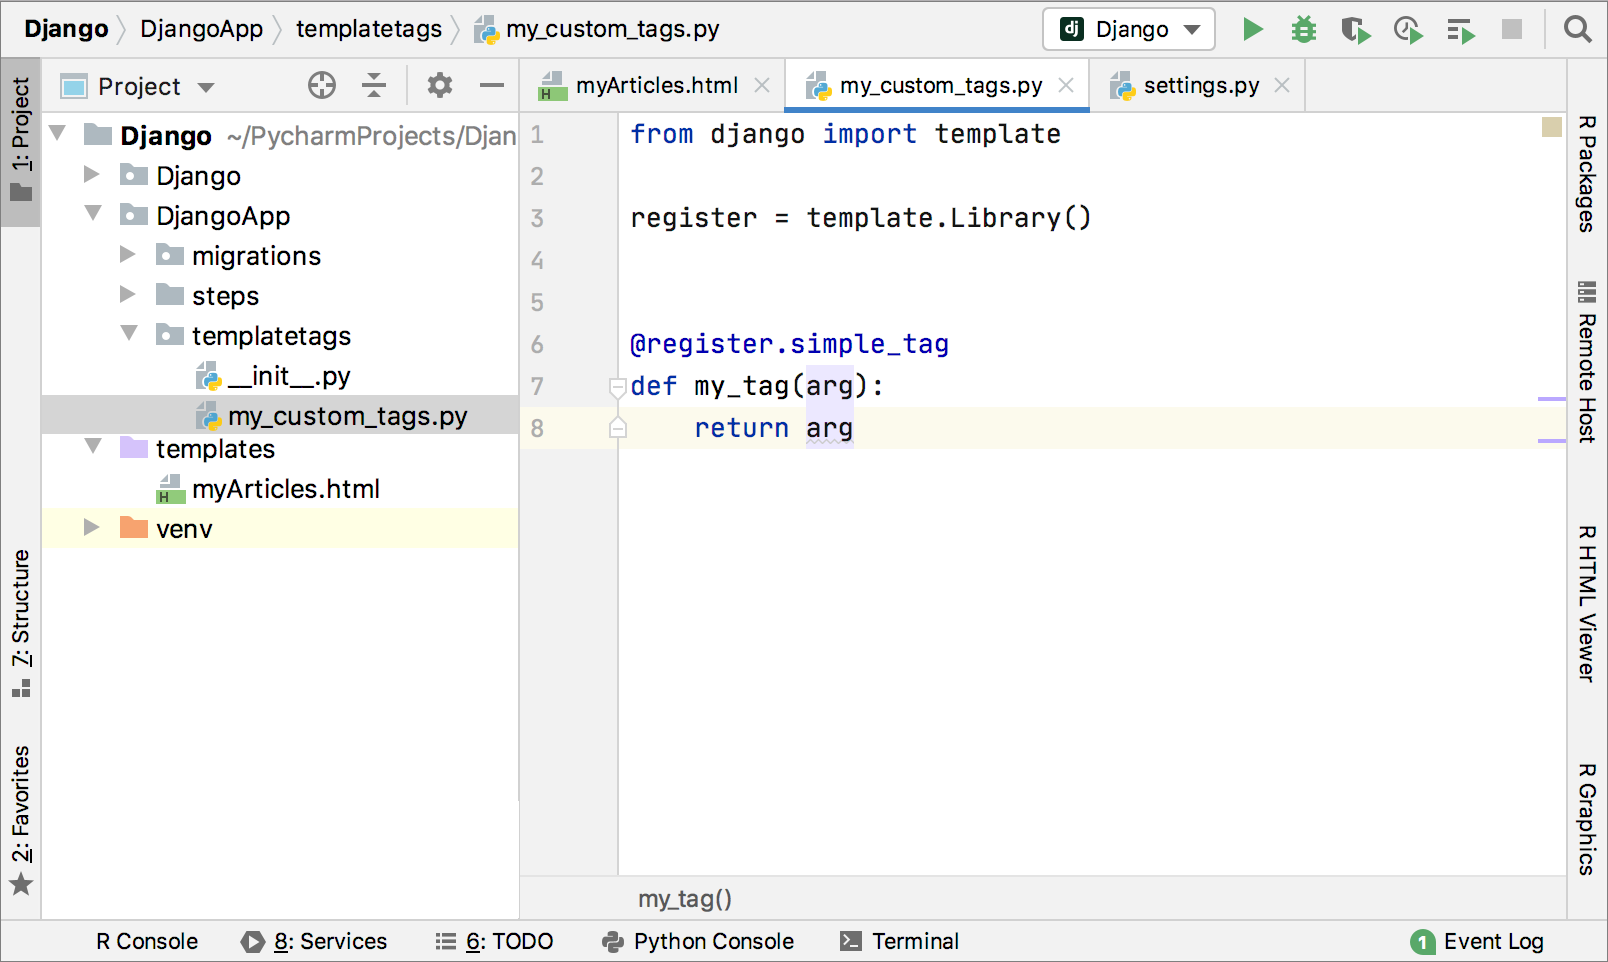 Django DjangoApp templatetags my_custom_tags.py
dj Django
1: Project
Project
myArticles.html my_custom_tags.py settings.py
Django ~/PycharmProjects/Djan
Django
DjangoApp
migrations
steps
templatetags
__init__.py
my_custom_tags.py
templates
H myArticles.html
venv
7: Structure
2: Favorites
1 from django import template
2
3 register = template.Library()
4
5
6 @register.simple_tag
7 def my_tag(arg):
8 return arg
my_tag()
R Packages
Remote Host
R HTML Viewer
R Graphics
R Console 8: Services 6: TODO Python Console Terminal 1 Event Log